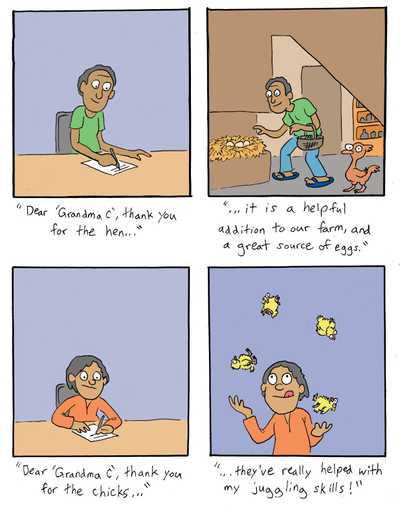 "Dear 'Grandma C', thank you
for the hen..."
"... it is a helpful
addition to our farm, and
a great source of eggs."
"Dear 'Grandma C', thank you
for the chicks..."
"... they've really helped with
my juggling skills!"